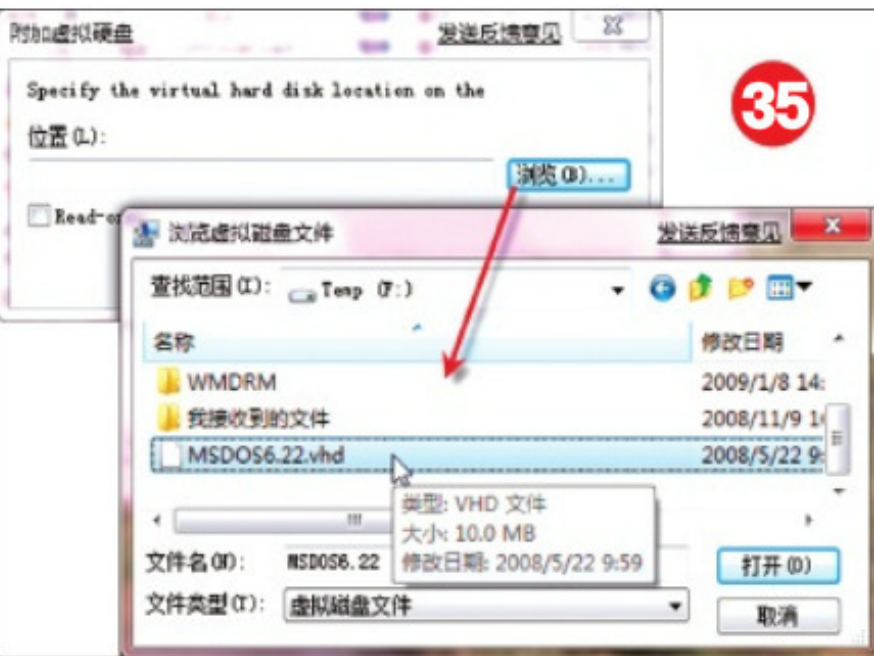 附加虚拟硬盘 发送反馈意见
35
Specify the virtual hard disk location on the
位置(L):
浏览(B)...
浏览虚拟磁盘文件 发送反馈意见
查找范围(I): Temp (F:)
名称 修改日期
WMDRM 2009/1/8 14:
我接收到的文件 2008/11/9
MSDOS6.22.vhd 2008/5/22 9:
类型: VHD 文件
大小: 10.0 MB
修改日期: 2008/5/22 9:59
文件名(N): MSDOS6.22 打开(O)
文件类型(T): 虚拟磁盘文件 取消